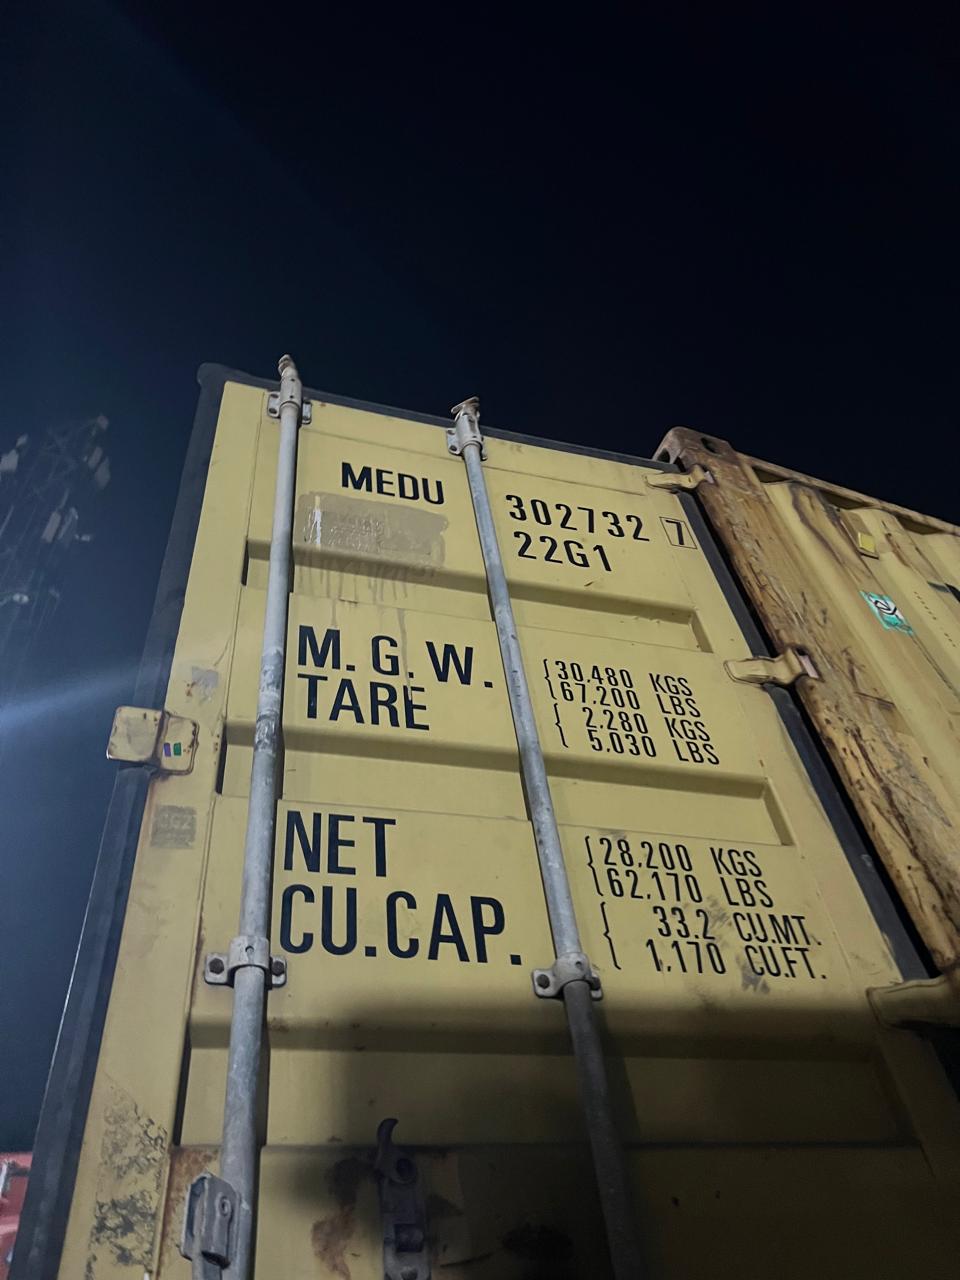 MEDU 302732 7
22G1
M.G.W. 30,480 KGS
67,200 LBS
TARE 2,280 KGS
5,030 LBS
NET 28,200 KGS
62,170 LBS
CU.CAP. 33.2 CU.MT.
1,170 CU.FT.